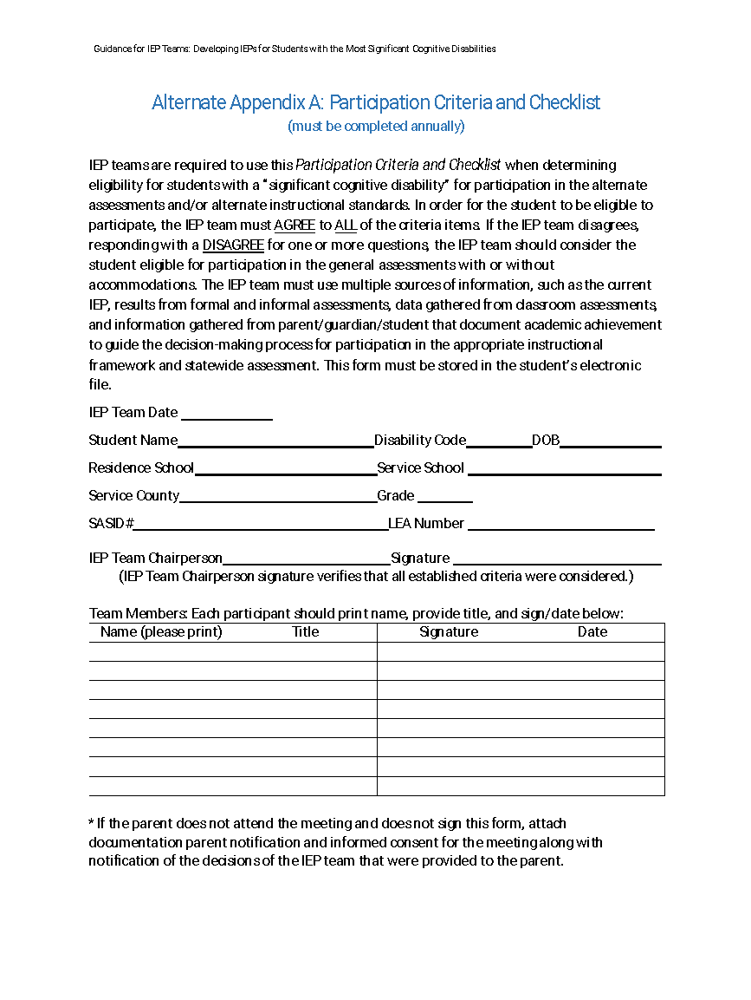 Guidance for IEP Teams: Developing IEPs for Students with the Most Significant Cognitive Disabilities
Alternate Appendix A: Participation Criteria and Checklist
(must be completed annually)
IEP teams are required to use this Participation Criteria and Checklist when determining
eligibility for students with a “significant cognitive disability” for participation in the alternate
assessments and/or alternate instructional standards. In order for the student to be eligible to
participate, the IEP team must AGREE to ALL of the criteria items. If the IEP team disagrees,
responding with a DISAGREE for one or more questions, the IEP team should consider the
student eligible for participation in the general assessments with or without
accommodations. The IEP team must use multiple sources of information, such as the current
IEP, results from formal and informal assessments, data gathered from classroom assessments,
and information gathered from parent/guardian/student that document academic achievement
to guide the decision-making process for participation in the appropriate instructional
framework and statewide assessment. This form must be stored in the student’s electronic
file.
IEP Team Date ____________
Student Name__________________________Disability Code_________DOB______________
Residence School________________________Service School __________________________
Service County__________________________Grade _______
SASID#__________________________________LEA Number _________________________
IEP Team Chairperson______________________Signature ____________________________
(IEP Team Chairperson signature verifies that all established criteria were considered.)
Team Members: Each participant should print name, provide title, and sign/date below:
Name (please print) Title Signature Date
* If the parent does not attend the meeting and does not sign this form, attach
documentation parent notification and informed consent for the meeting along with
notification of the decisions of the IEP team that were provided to the parent.